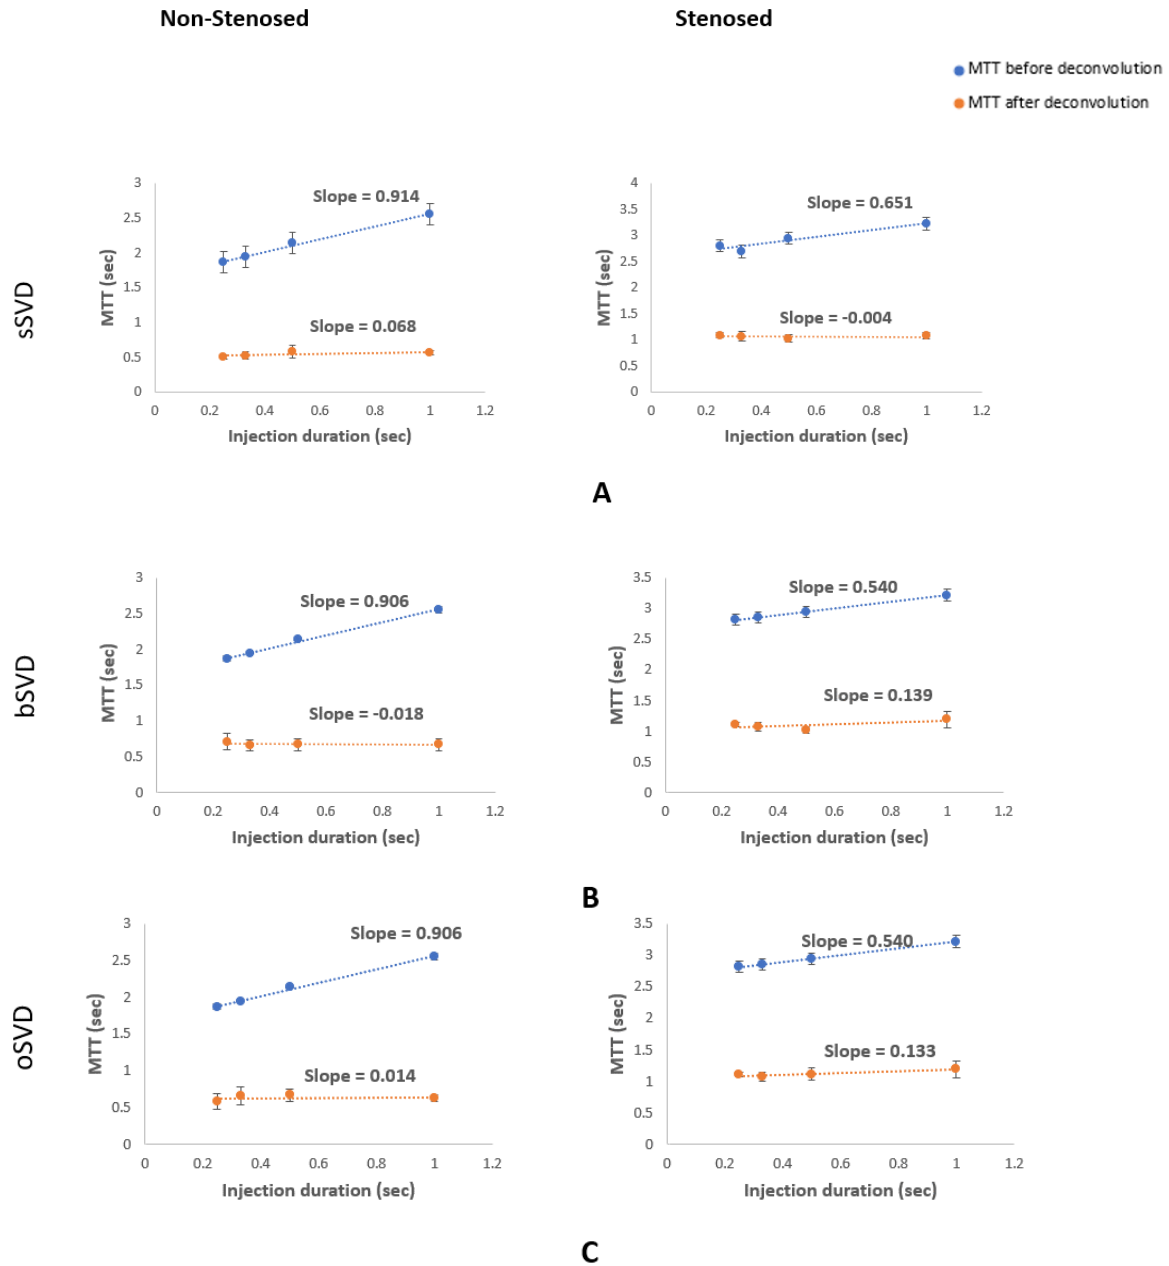 Non-Stenosed
Stenosed
MTT before deconvolution
MTT after deconvolution
sSVD
3
2.5
2
1.5
1
0.5
0
MTT (sec)
Slope = 0.914
Slope = 0.068
0 0.2 0.4 0.6 0.8 1 1.2
Injection duration (sec)
4
3.5
3
2.5
2
1.5
1
0.5
0
MTT (sec)
Slope = 0.651
Slope = -0.004
0 0.2 0.4 0.6 0.8 1 1.2
Injection duration (sec)
A
bSVD
3
2.5
2
1.5
1
0.5
0
MTT (sec)
Slope = 0.906
Slope = -0.018
0 0.2 0.4 0.6 0.8 1 1.2
Injection duration (sec)
3.5
3
2.5
2
1.5
1
0.5
0
MTT (sec)
Slope = 0.540
Slope = 0.139
0 0.2 0.4 0.6 0.8 1 1.2
Injection duration (sec)
B
oSVD
3
2.5
2
1.5
1
0.5
0
MTT (sec)
Slope = 0.906
Slope = 0.014
0 0.2 0.4 0.6 0.8 1 1.2
Injection duration (sec)
3.5
3
2.5
2
1.5
1
0.5
0
MTT (sec)
Slope = 0.540
Slope = 0.133
0 0.2 0.4 0.6 0.8 1 1.2
Injection duration (sec)
C